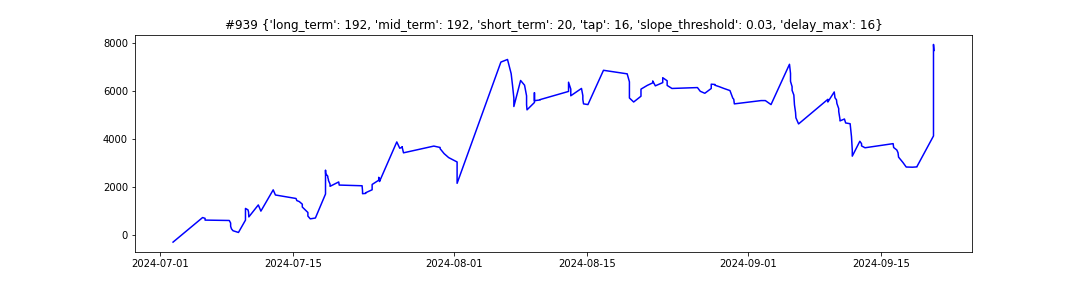 #939 {'long_term': 192, 'mid_term': 192, 'short_term': 20, 'tap': 16, 'slope_threshold': 0.03, 'delay_max': 16}
8000
6000
4000
2000
0
2024-07-01 2024-07-15 2024-08-01 2024-08-15 2024-09-01 2024-09-15